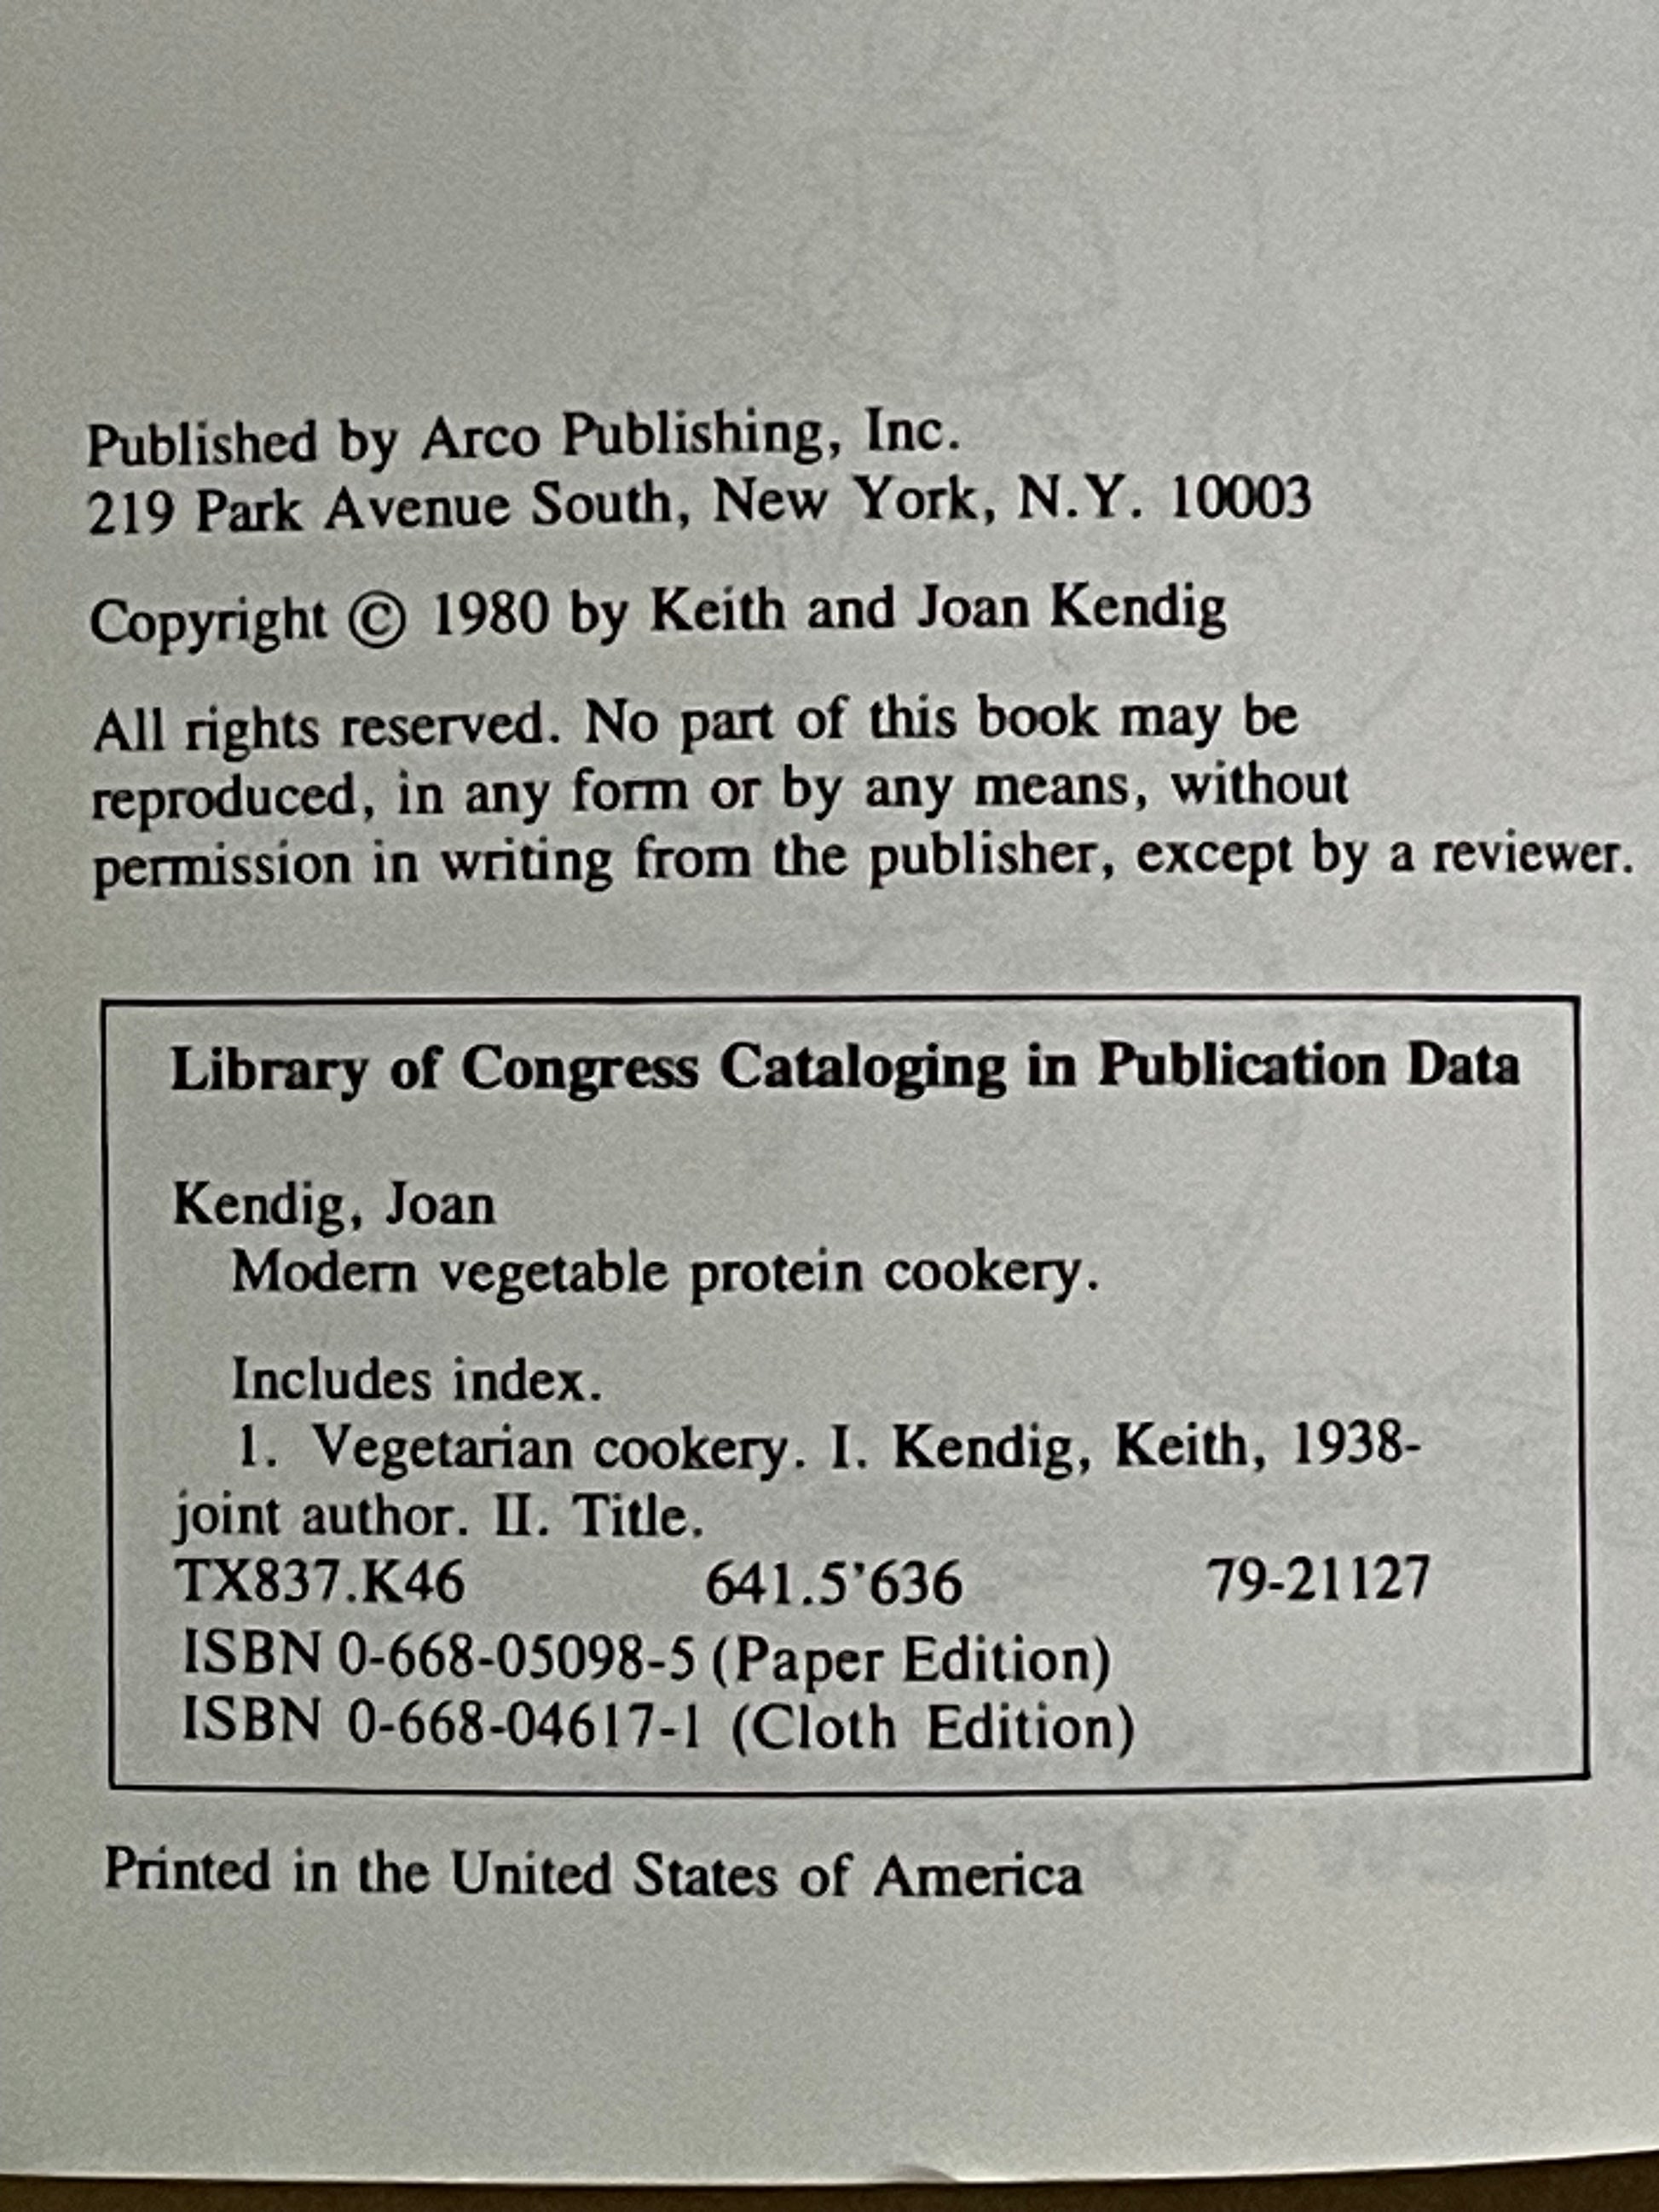 Published by Arco Publishing, Inc.
219 Park Avenue South, New York, N.Y. 10003
Copyright © 1980 by Keith and Joan Kendig
All rights reserved. No part of this book may be
reproduced, in any form or by any means, without
permission in writing from the publisher, except by a reviewer.
Library of Congress Cataloging in Publication Data
Kendig, Joan
Modern vegetable protein cookery.
Includes index.
1. Vegetarian cookery. I. Kendig, Keith, 1938-
joint author. II. Title.
TX837.K46 641.5'636 79-21127
ISBN 0-668-05098-5 (Paper Edition)
ISBN 0-668-04617-1 (Cloth Edition)
Printed in the United States of America